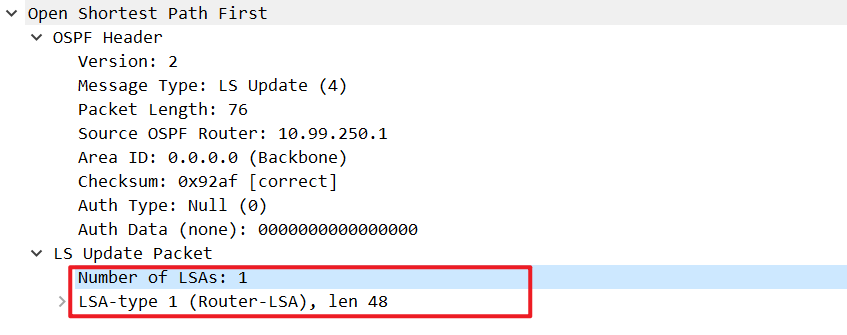 Open Shortest Path First
OSPF Header
Version: 2
Message Type: LS Update (4)
Packet Length: 76
Source OSPF Router: 10.99.250.1
Area ID: 0.0.0.0 (Backbone)
Checksum: 0x92af [correct]
Auth Type: Null (0)
Auth Data (none): 0000000000000000
LS Update Packet
Number of LSAs: 1
LSA-type 1 (Router-LSA), len 48